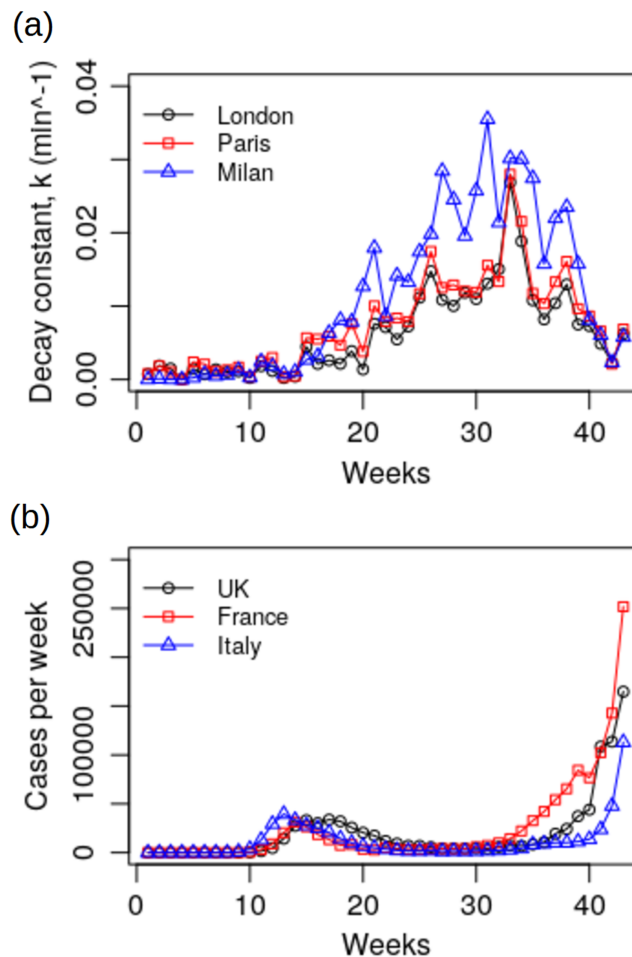 (a)
Decay constant, k (min^-1)
0.04
0.02
0.00
London
Paris
Milan
0 10 20 30 40
Weeks
(b)
Cases per week
250000
100000
0
UK
France
Italy
0 10 20 30 40
Weeks